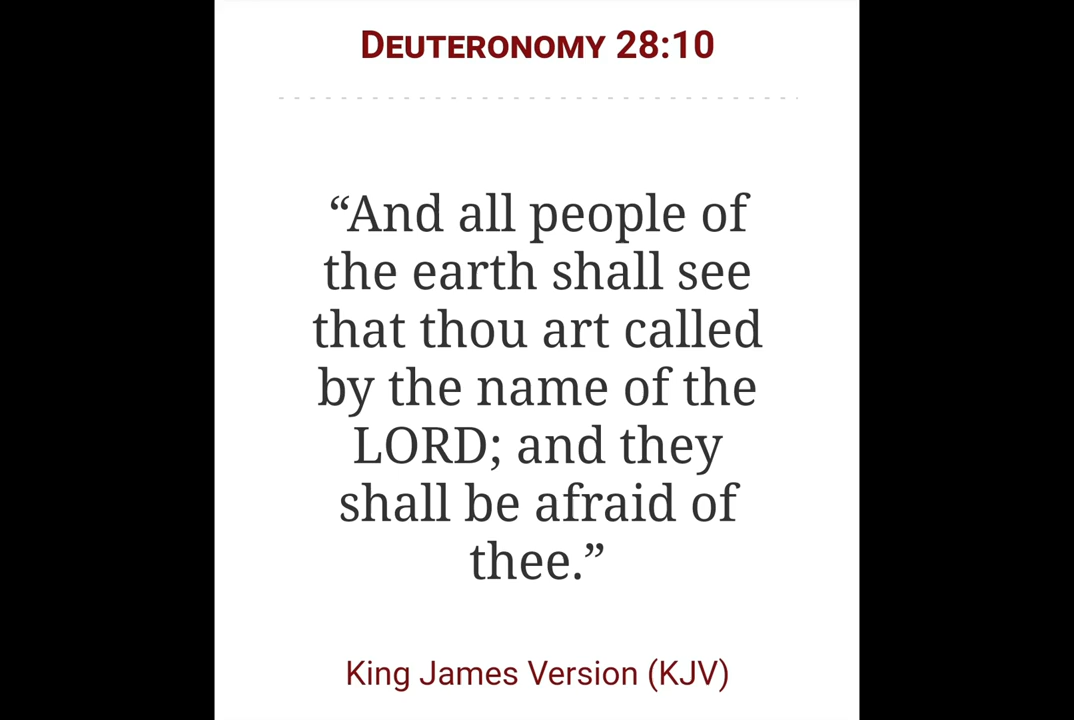 DEUTERONOMY 28:10
“And all people of
the earth shall see
that thou art called
by the name of the
LORD; and they
shall be afraid of
thee.”
King James Version (KJV)